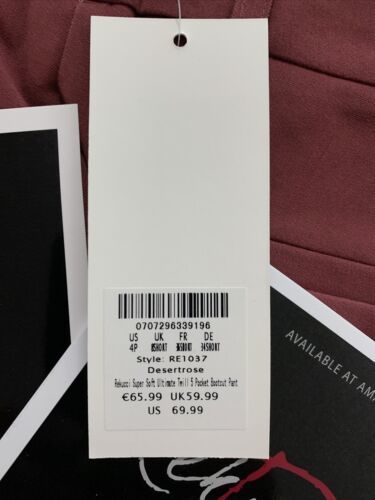 0707296339196
US UK FR DE
4P 8SHORT 36SHORT 34SHORT
Style: RE1037
Desertrose
Rekucci Super Soft Ultimate Twill 5 Pocket Bootcut Pant
€65.99 UK59.99
US 69.99
AVAILABLE AT AMA